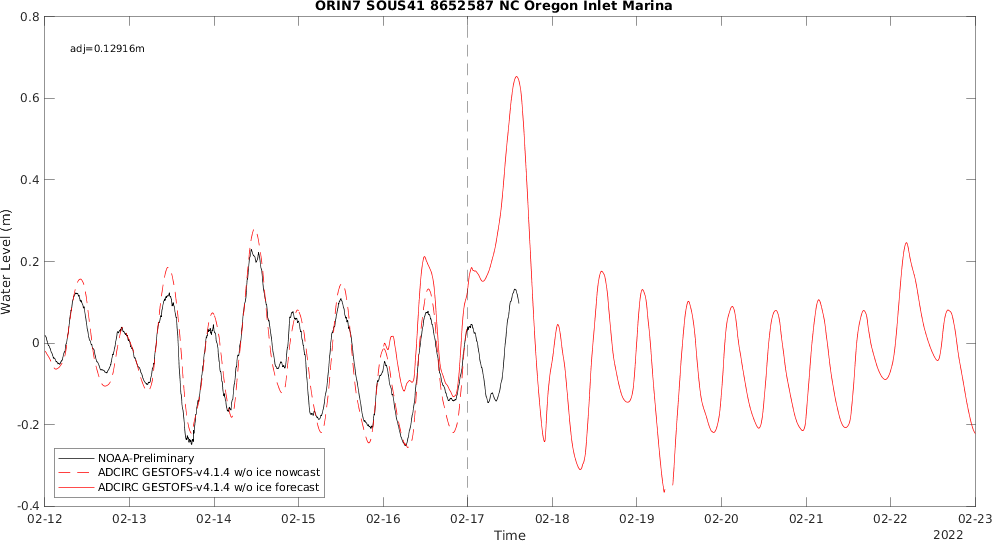 ORIN7 SOUS41 8652587 NC Oregon Inlet Marina
adj=0.12916m
0.8
0.6
0.4
0.2
0
-0.2
-0.4
Water Level (m)
NOAA-Preliminary
ADCIRC GESTOFS-v4.1.4 w/o ice nowcast
ADCIRC GESTOFS-v4.1.4 w/o ice forecast
02-12 02-13 02-14 02-15 02-16 02-17 02-18 02-19 02-20 02-21 02-22 02-23
Time
2022